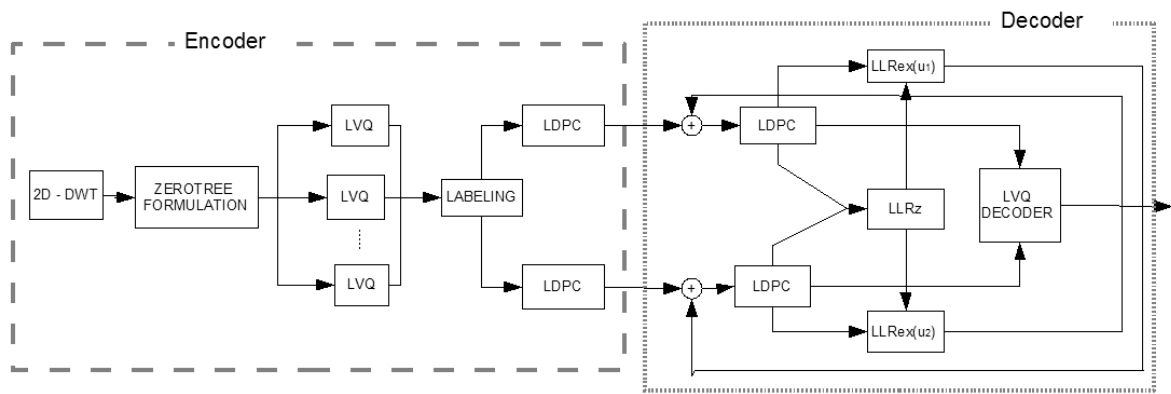 Encoder
Decoder
2D - DWT
ZEROTREE
FORMULATION
LVQ
LVQ
LVQ
LABELING
LDPC
LDPC
+
+
LDPC
LDPC
LLRex(u1)
LLRz
LLRex(u2)
LVQ
DECODER